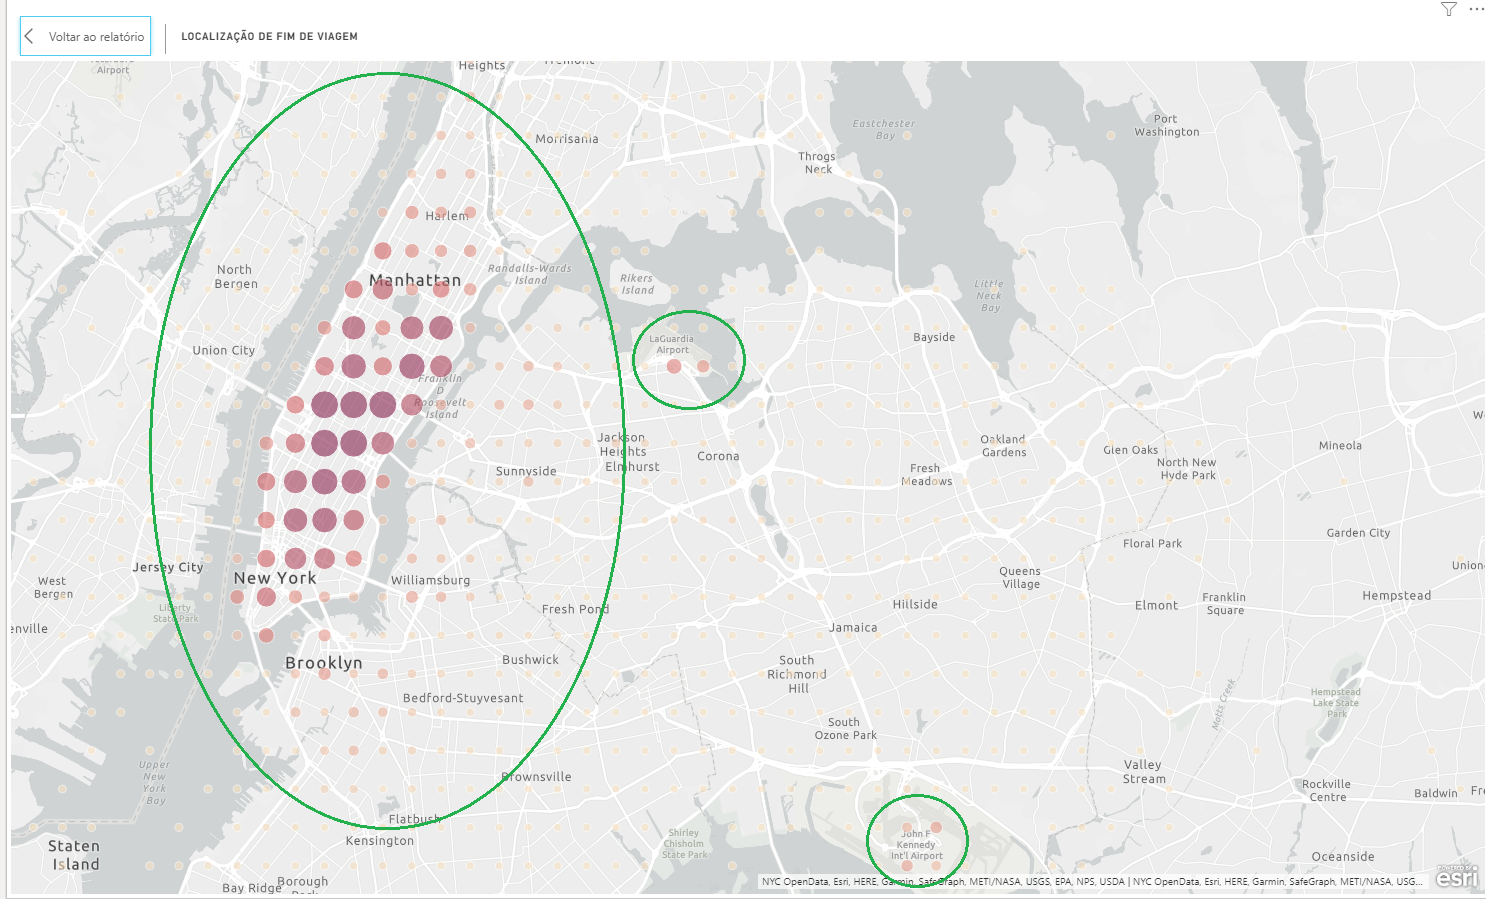 Voltar ao relatório
LOCALIZAÇÃO DE FIM DE VIAGEM
Airport
Heights
Tremont
Morrisania
Eastchester
Bay
Port
Washington
Throgs
Neck
Harlem
North
Bergen
Manhattan
Randalls-Wards
Island
Rikers
Island
Little
Neck
Bay
Union City
LaGuardia
Airport
Bayside
Franklin
D
Roosevelt
Island
Jackson
Heights
Elmhurst
Corona
Oakland
Gardens
Glen Oaks
Mineola
Sunnyside
Fresh
Meadows
North New
Hyde Park
Garden City
Floral Park
Jersey City
West
Bergen
New York
Williamsburg
Queens
Village
Union
Liberty
State Park
Fresh Pond
Hillside
Elmont
Franklin
Square
Hempstead
enville
Jamaica
Brooklyn
Bushwick
South
Richmond
Hill
Bedford-Stuyvesant
Motts Creek
Hempstead
Lake State
Park
South
Ozone Park
Upper
New
York
Bay
Brownsville
Valley
Stream
Rockville
Centre
Baldwin
Fre
Flatbush
Kensington
Staten
Island
Shirley
Chisholm
State Park
John F
Kennedy
Int'l Airport
Oceanside
Bay Ridge
Borough
NYC OpenData, Esri, HERE, Garmin, SafeGraph, METI/NASA, USGS, EPA, NPS, USDA | NYC OpenData, Esri, HERE, Garmin, SafeGraph, METI/NASA, USG...
esri